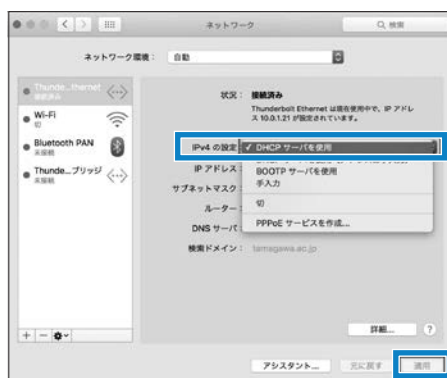 ネットワーク
検索
ネットワーク環境： 自動
Thunde...thernet
接続済み
Wi-Fi
切
Bluetooth PAN
未接続
Thunde...ブリッジ
未接続
状況： 接続済み
Thunderbolt Ethernet は現在使用中で、IP アドレ
ス 10.0.1.21 が設定されています。
IPv4 の設定 ✓ DHCP サーバを使用
BOOTP サーバを使用
手入力
切
PPPoE サービスを作成...
IP アドレス：
サブネットマスク：
ルーター：
DNS サーバ：
検索ドメイン： tamagawa.ac.jp
詳細... ?
アシスタント... 元に戻す 適用